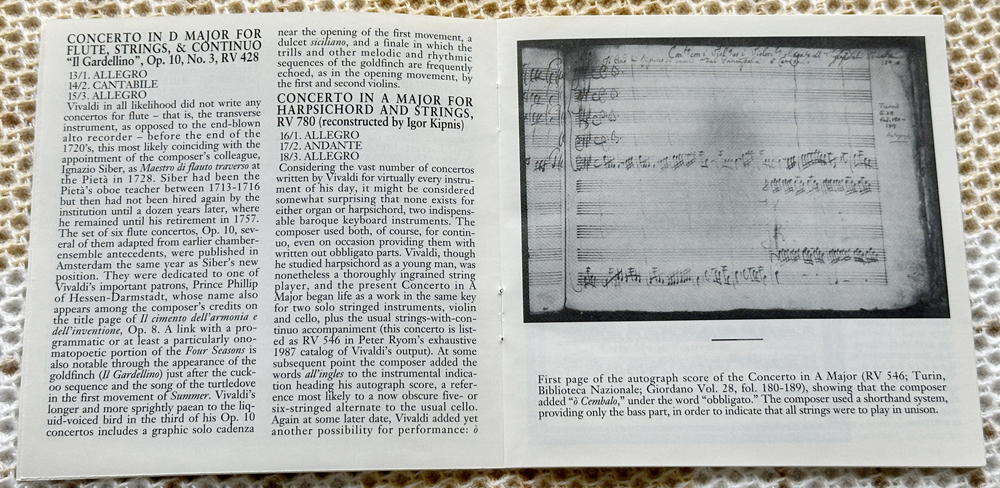 CONCERTO IN D MAJOR FOR
FLUTE, STRINGS, & CONTINUO
"Il Gardellino", Op. 10, No. 3, RV 428
13/1. ALLEGRO
14/2. CANTABILE
15/3. ALLEGRO
Vivaldi in all likelihood did not write any
concertos for flute – that is, the transverse
instrument, as opposed to the end-blown
alto recorder – before the end of the
1720's, this most likely coinciding with the
appointment of the composer's colleague,
Ignazio Siber, as Maestro di flauto traverso at
the Pietà in 1728. Siber had been the
Pietà's oboe teacher between 1713-1716
but then had not been hired again by the
institution until a dozen years later, where
he remained until his retirement in 1757.
The set of six flute concertos, Op. 10, sev-
eral of them adapted from earlier chamber-
ensemble antecedents, were published in
Amsterdam the same year as Siber's new
position. They were dedicated to one of
Vivaldi's important patrons, Prince Phillip
of Hessen-Darmstadt, whose name also
appears among the composer's credits on
the title page of Il cimento dell'armonia e
dell'inventione, Op. 8. A link with a pro-
grammatic or at least a particularly ono-
matopoetic portion of the Four Seasons is
also notable through the appearance of the
goldfinch (Il Gardellino) just after the cuck-
oo sequence and the song of the turtledove
in the first movement of Summer. Vivaldi's
longer and more sprightly paean to the liq-
uid-voiced bird in the third of his Op. 10
concertos includes a graphic solo cadenza
near the opening of the first movement, a
dulcet siciliano, and a finale in which the
trills and other melodic and rhythmic
sequences of the goldfinch are frequently
echoed, as in the opening movement, by
the first and second violins.
CONCERTO IN A MAJOR FOR
HARPSICHORD AND STRINGS,
RV 780 (reconstructed by Igor Kipnis)
16/1. ALLEGRO
17/2. ANDANTE
18/3. ALLEGRO
Considering the vast number of concertos
written by Vivaldi for virtually every instru-
ment of his day, it might be considered
somewhat surprising that none exists for
either organ or harpsichord, two indispens-
able baroque keyboard instruments. The
composer used both, of course, for contin-
uo, even on occasion providing them with
written out obbligato parts. Vivaldi, though
he studied harpsichord as a young man, was
nonetheless a thoroughly ingrained string
player, and the present Concerto in A
Major began life as a work in the same key
for two solo stringed instruments, violin
and cello, plus the usual strings-with-con-
tinuo accompaniment (this concerto is list-
ed as RV 546 in Peter Ryom's exhaustive
1987 catalog of Vivaldi's output). At some
subsequent point the composer added the
words all'ingles to the instrumental indica-
tion heading his autograph score, a refer-
ence most likely to a now obscure five- or
six-stringed alternate to the usual cello.
Again at some later date, Vivaldi added yet
another possibility for performance: ò
First page of the autograph score of the Concerto in A Major (RV 546; Turin,
Biblioteca Nazionale; Giordano Vol. 28, fol. 180-189), showing that the composer
added "ò Cembalo," under the word "obbligato." The composer used a shorthand system,
providing only the bass part, in order to indicate that all strings were to play in unison.